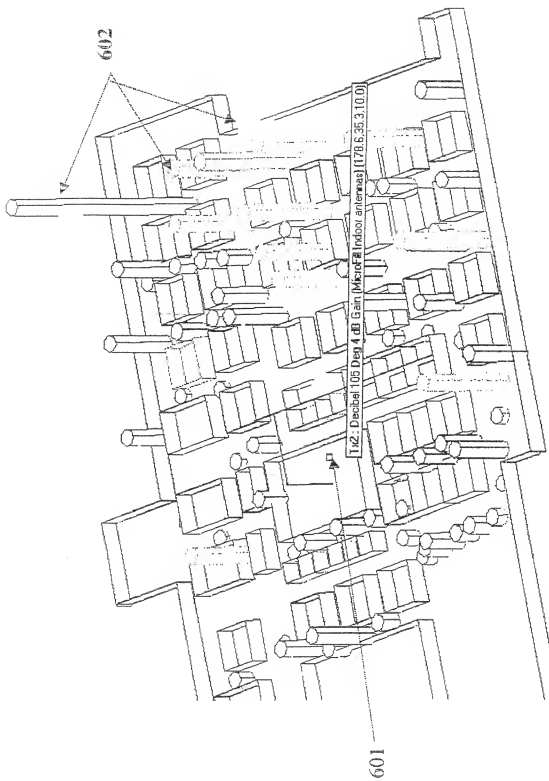 602
Tx2 : Decibel 105 Deg 4 dB Gain (MicroFill Indoor antennas) (178.6,35.3,10.0)
601